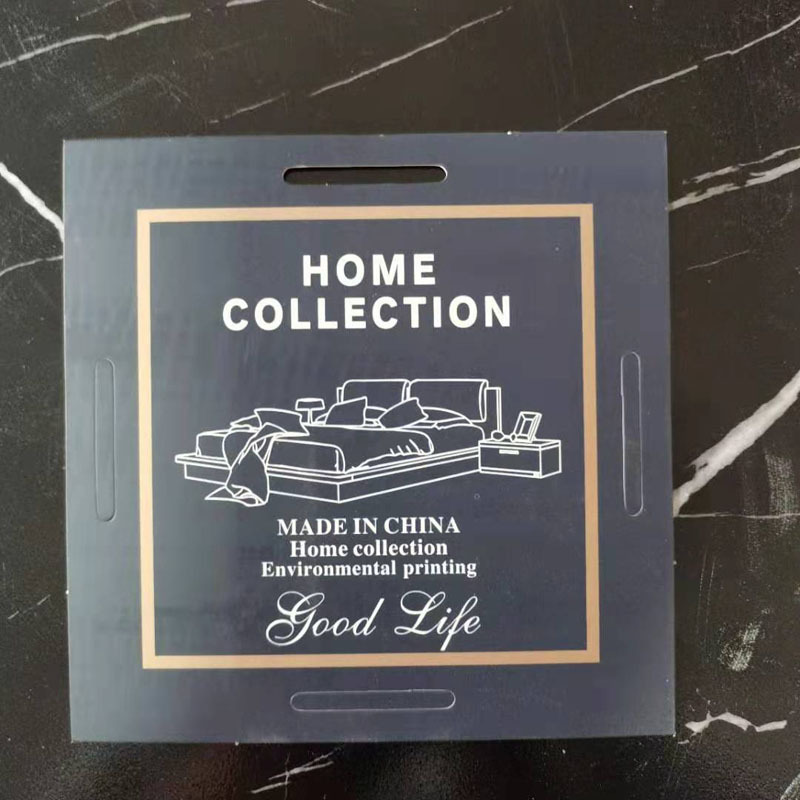 HOME
COLLECTION
MADE IN CHINA
Home collection
Environmental printing
Good Life